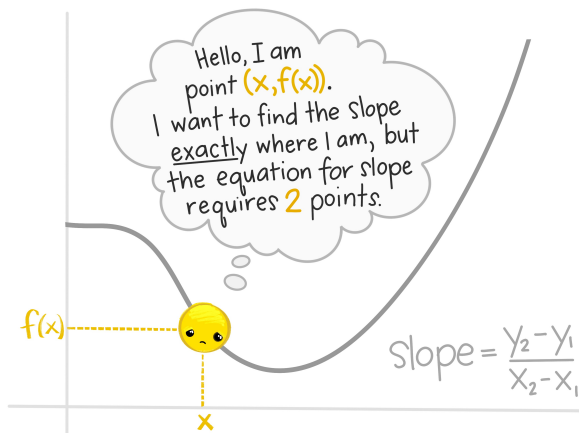 Hello, I am
point (x,f(x)).
I want to find the slope
exactly where I am, but
the equation for slope
requires 2 points.
f(x)
x
slope = y₂-y₁
x₂-x₁